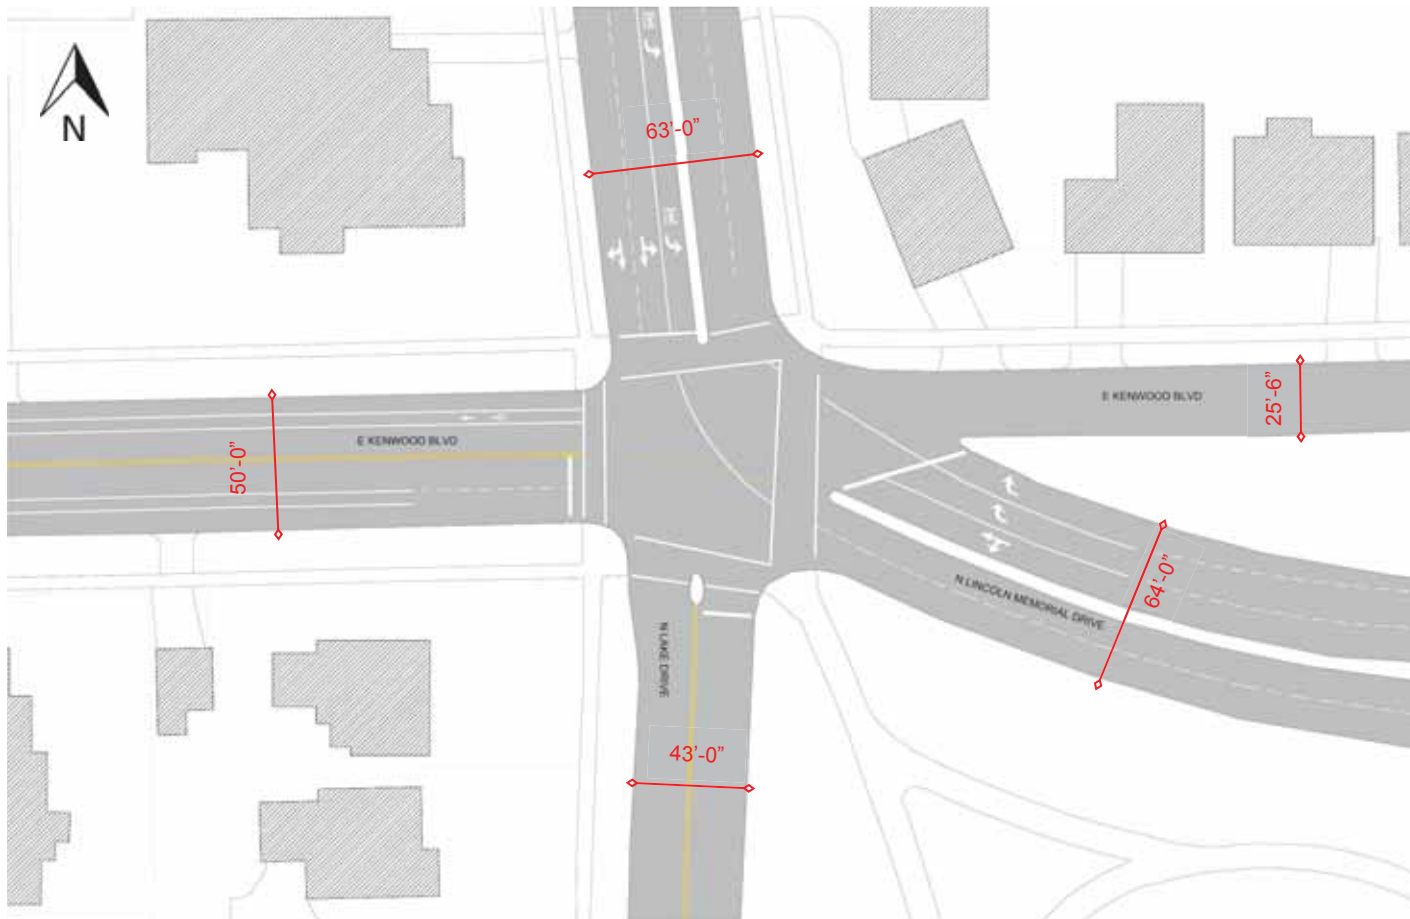 63’-0”
N
E KENWOOD BLVD
25’-6”
E KENWOOD BLVD
50’-0”
64’-0”
N LINCOLN MEMORIAL DRIVE
N LAKE DRIVE
43’-0”